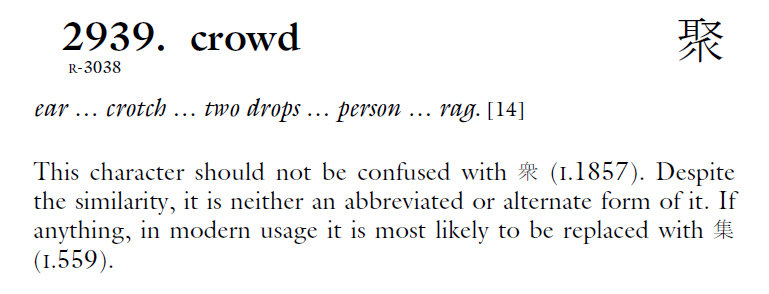 2939. crowd 聚
R-3038
ear … crotch … two drops … person … rag. [14]
This character should not be confused with 衆 (I.1857). Despite
the similarity, it is neither an abbreviated or alternate form of it. If
anything, in modern usage it is most likely to be replaced with 集
(I.559).